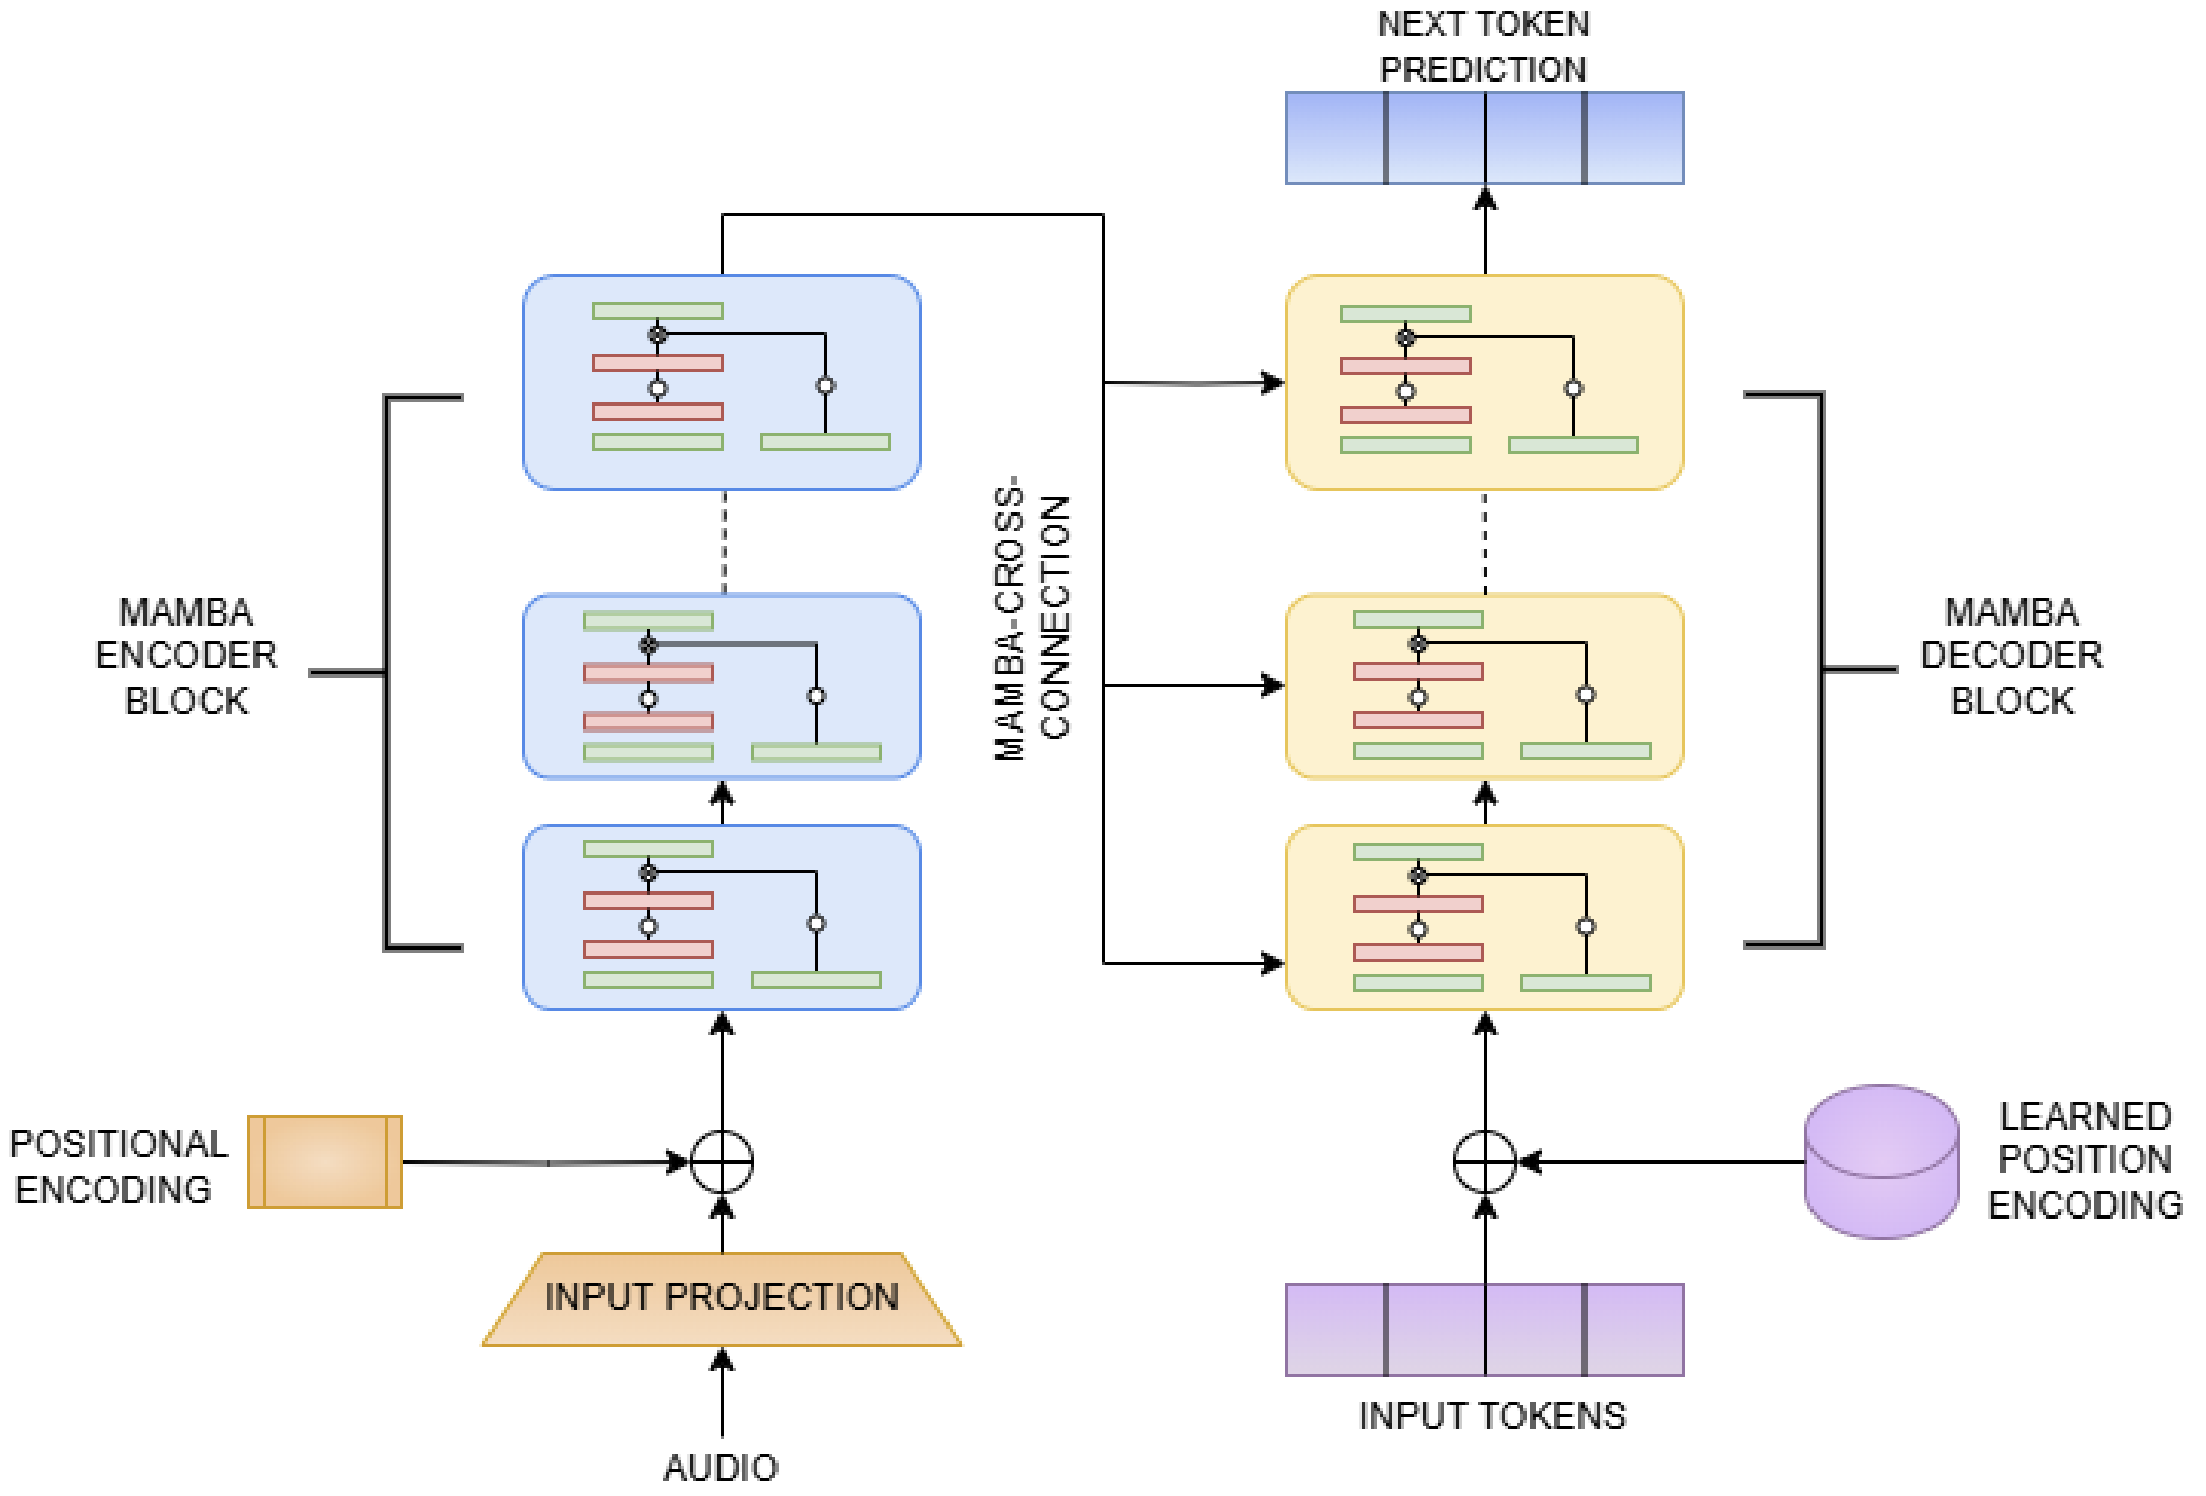 NEXT TOKEN
PREDICTION
MAMBA
ENCODER
BLOCK
MAMBA-CROSS-
CONNECTION
MAMBA
DECODER
BLOCK
POSITIONAL
ENCODING
LEARNED
POSITION
ENCODING
INPUT PROJECTION
INPUT TOKENS
AUDIO